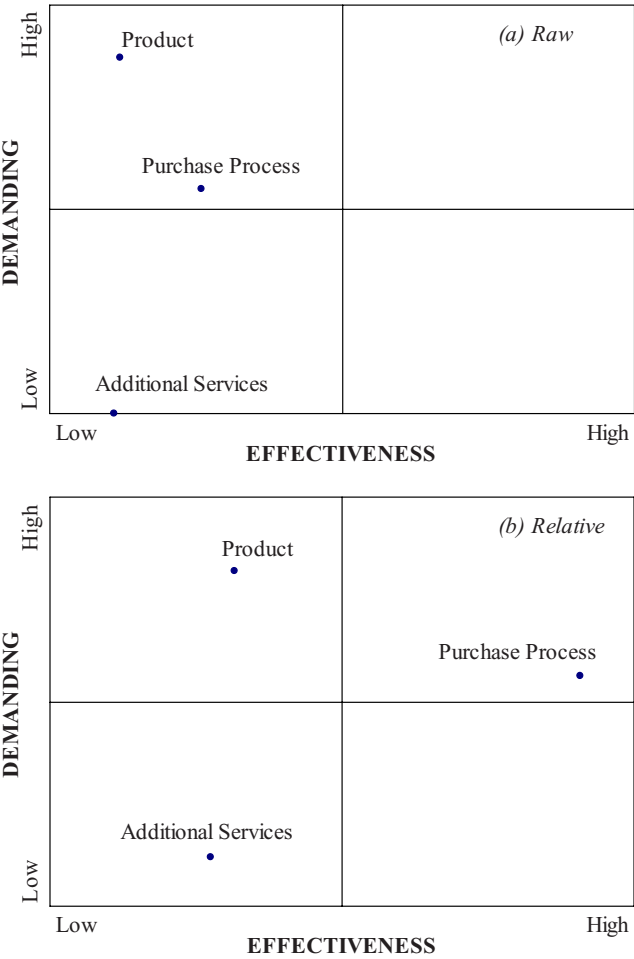 High
(a) Raw
Product
Purchase Process
DEMANDING
Additional Services
Low
Low
High
EFFECTIVENESS
High
(b) Relative
Product
Purchase Process
DEMANDING
Additional Services
Low
Low
High
EFFECTIVENESS